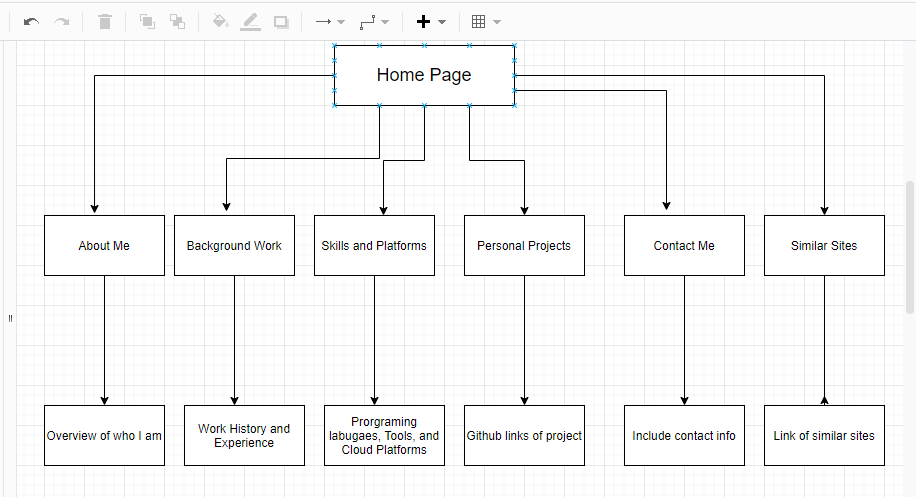 Home Page
About Me
Background Work
Skills and Platforms
Personal Projects
Contact Me
Similar Sites
Overview of who I am
Work History and
Experience
Prorgraming
labugaes, Tools, and
Cloud Platforms
Github links of project
Include contact info
Link of similar sites